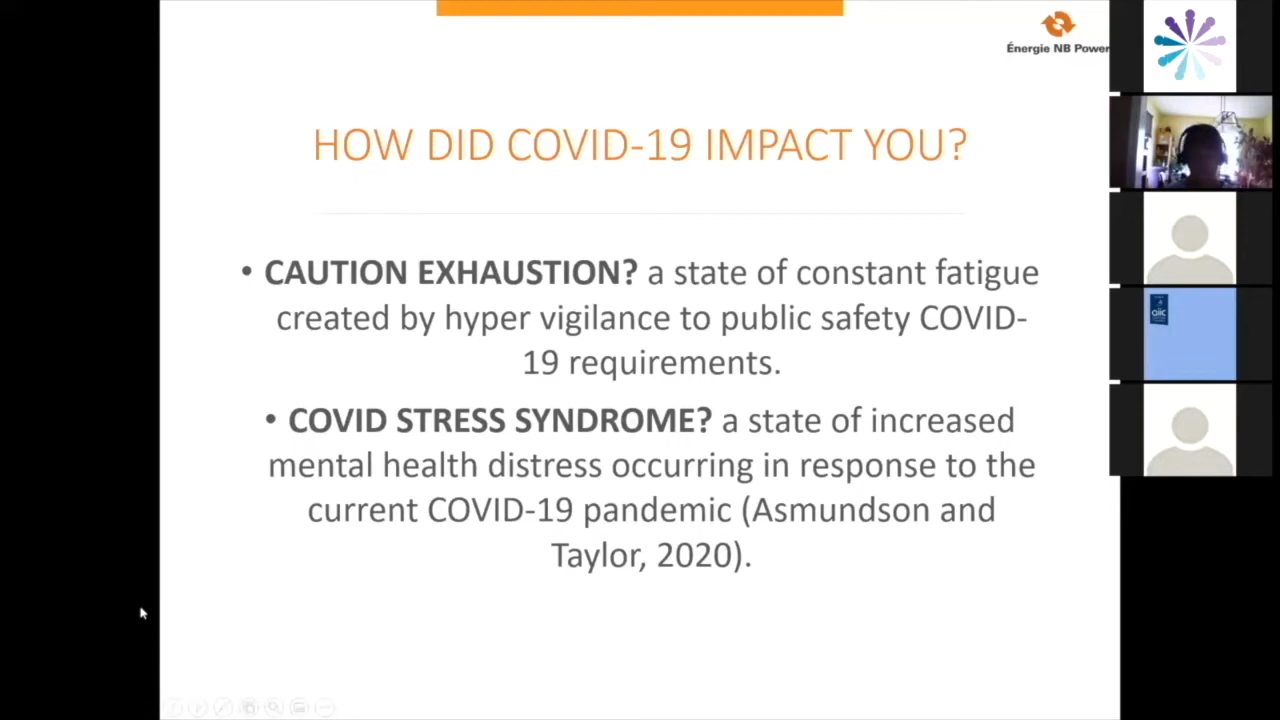 Énergie NB Power
HOW DID COVID-19 IMPACT YOU?
• CAUTION EXHAUSTION? a state of constant fatigue
created by hyper vigilance to public safety COVID-
19 requirements.
• COVID STRESS SYNDROME? a state of increased
mental health distress occurring in response to the
current COVID-19 pandemic (Asmundson and
Taylor, 2020).
aiic